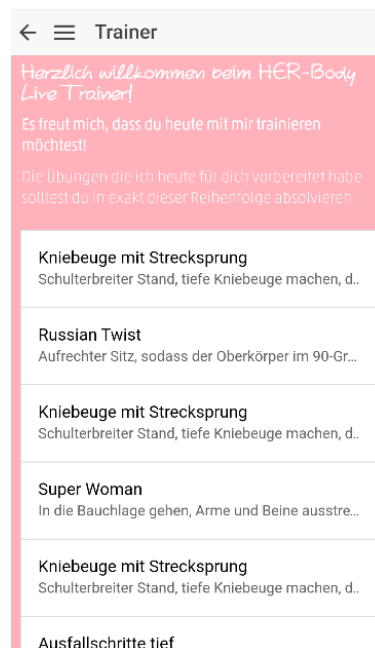 Trainer
Herzlich willkommen beim HER-Body
Live Trainer!
Es freut mich, dass du heute mit mir trainieren
möchtest!
Die Übungen die ich heute für dich vorbereitet habe
solltest du in exakt dieser Reihenfolge absolvieren:
Kniebeuge mit Strecksprung
Schulterbreiter Stand, tiefe Kniebeuge machen, d..
Russian Twist
Aufrechter Sitz, sodass der Oberkörper im 90-Gr...
Kniebeuge mit Strecksprung
Schulterbreiter Stand, tiefe Kniebeuge machen, d..
Super Woman
In die Bauchlage gehen, Arme und Beine ausstre...
Kniebeuge mit Strecksprung
Schulterbreiter Stand, tiefe Kniebeuge machen, d..
Ausfallschritte tief